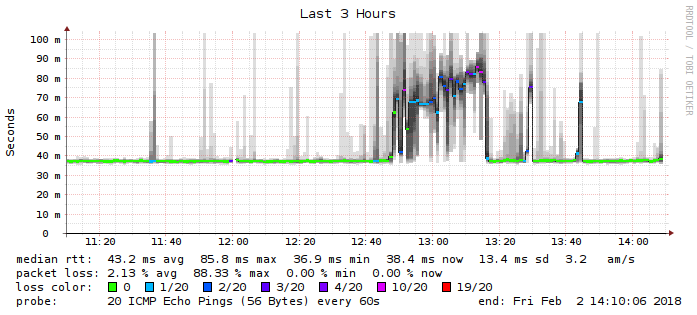 Last 3 Hours
RRDTOOL / TOBI OETIKER
Seconds
100 m
90 m
80 m
70 m
60 m
50 m
40 m
30 m
20 m
10 m
0
11:20 11:40 12:00 12:20 12:40 13:00 13:20 13:40 14:00
median rtt: 43.2 ms avg 85.8 ms max 36.9 ms min 38.4 ms now 13.4 ms sd 3.2 am/s
packet loss: 2.13 % avg 88.33 % max 0.00 % min 0.00 % now
loss color: 0 1/20 2/20 3/20 4/20 10/20 19/20
probe: 20 ICMP Echo Pings (56 Bytes) every 60s end: Fri Feb 2 14:10:06 2018